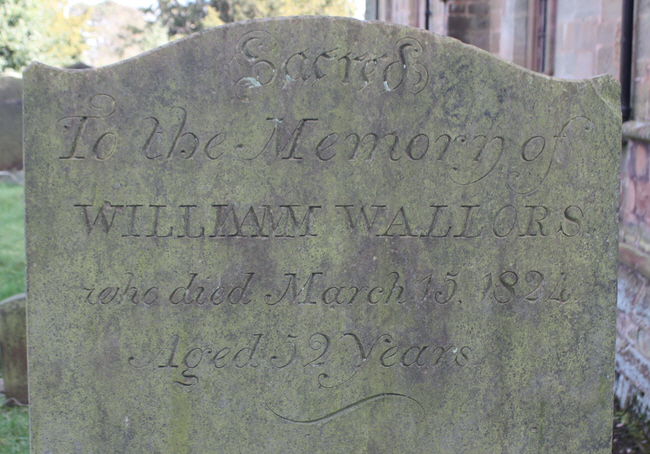 Sacred
To the Memory of
WILLIAM WALLORS
who died March 15, 1824
Aged 52 Years